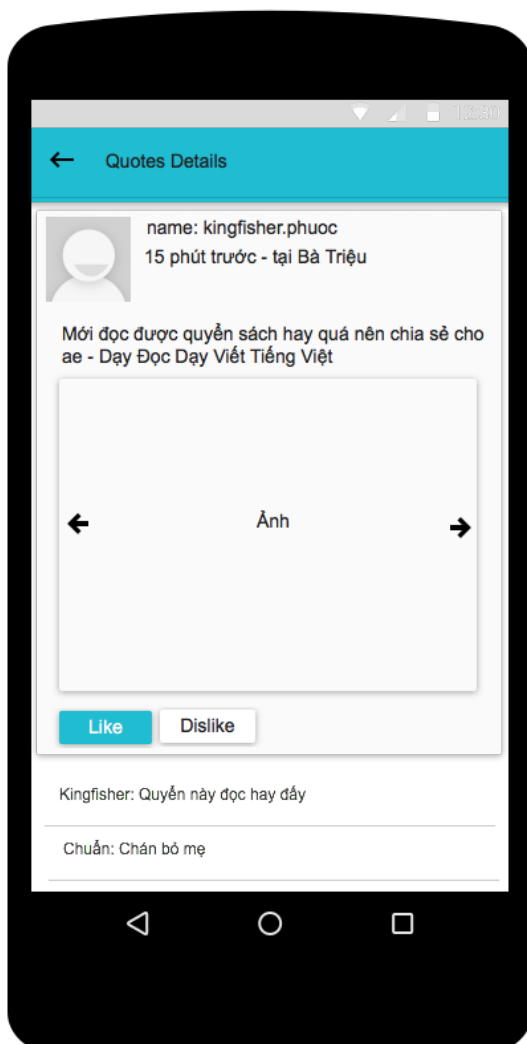 12:30
Quotes Details
name: kingfisher.phuoc
15 phút trước - tại Bà Triệu
Mới đọc được quyển sách hay quá nên chia sẻ cho
ae - Dạy Đọc Dạy Viết Tiếng Việt
Ảnh
Like Dislike
Kingfisher: Quyển này đọc hay đấy
Chuẩn: Chán bỏ mẹ